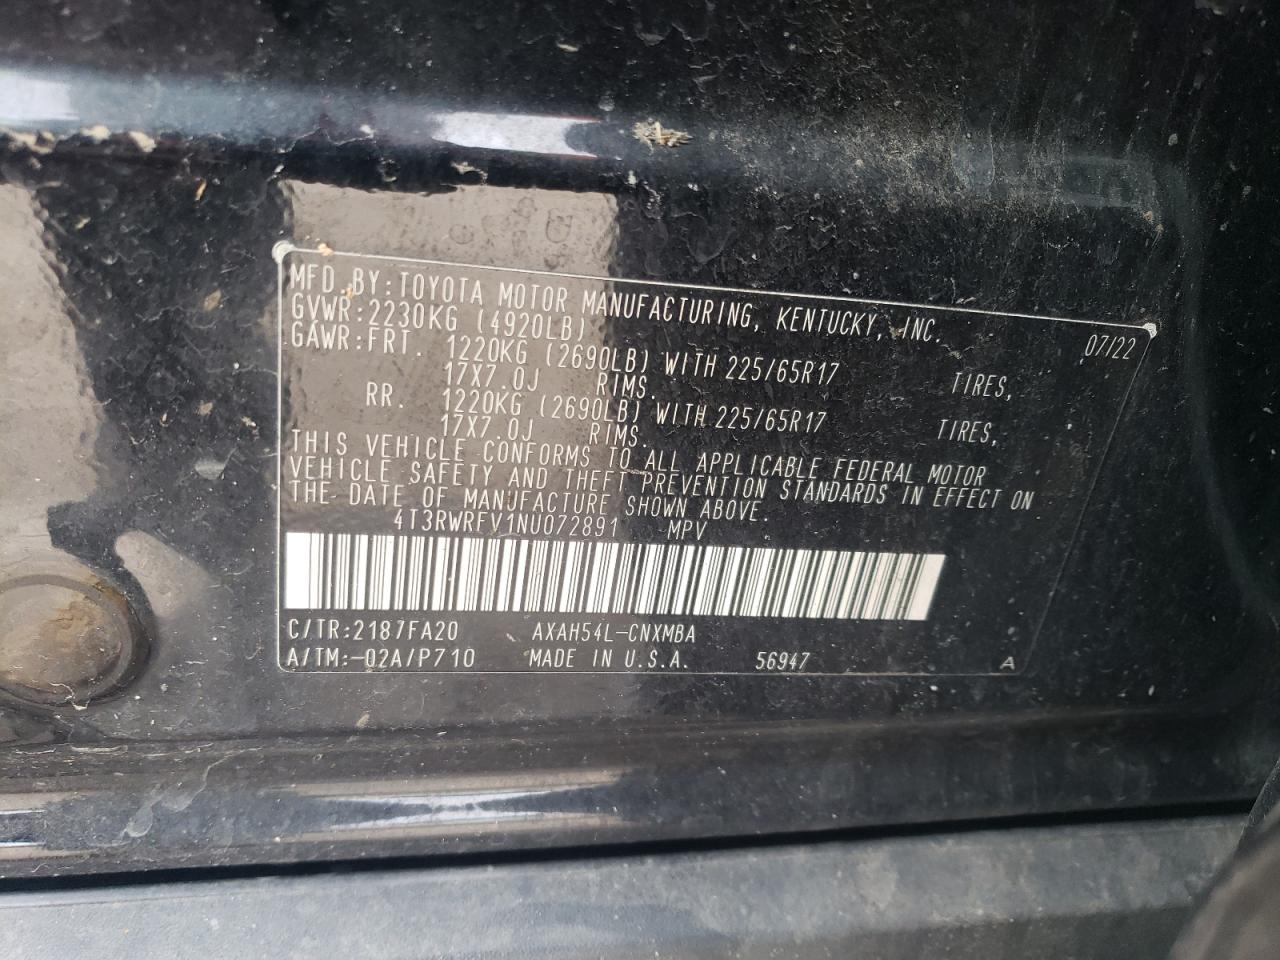 MFD. BY: TOYOTA MOTOR MANUFACTURING, KENTUCKY, INC. 07/22
GVWR: 2230KG (4920LB)
GAWR: FRT. 1220KG (2690LB) WITH 225/65R17 TIRES,
17X7.0J RIMS.
RR. 1220KG (2690LB) WITH 225/65R17 TIRES,
17X7.0J RIMS.
THIS VEHICLE CONFORMS TO ALL APPLICABLE FEDERAL MOTOR
VEHICLE SAFETY AND THEFT PREVENTION STANDARDS IN EFFECT ON
THE DATE OF MANUFACTURE SHOWN ABOVE.
4T3RWRFV1NU072891 MPV
C/TR: 2187FA20 AXAH54L-CNXMBA
A/TM:-02A/P710 MADE IN U.S.A. 56947 A